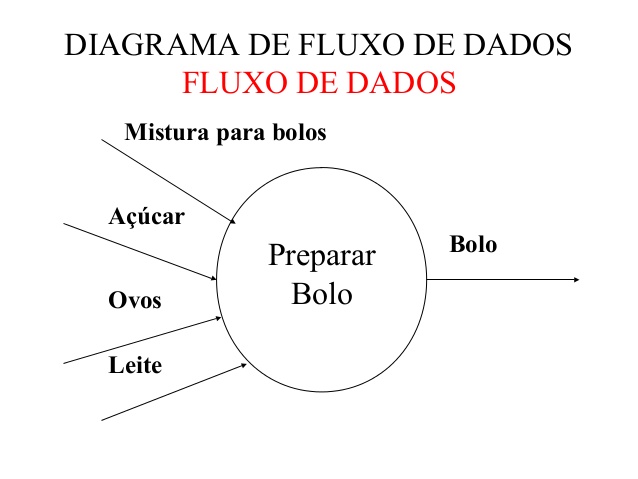 DIAGRAMA DE FLUXO DE DADOS
FLUXO DE DADOS
Mistura para bolos
Açúcar
Ovos
Leite
Preparar
Bolo
Bolo